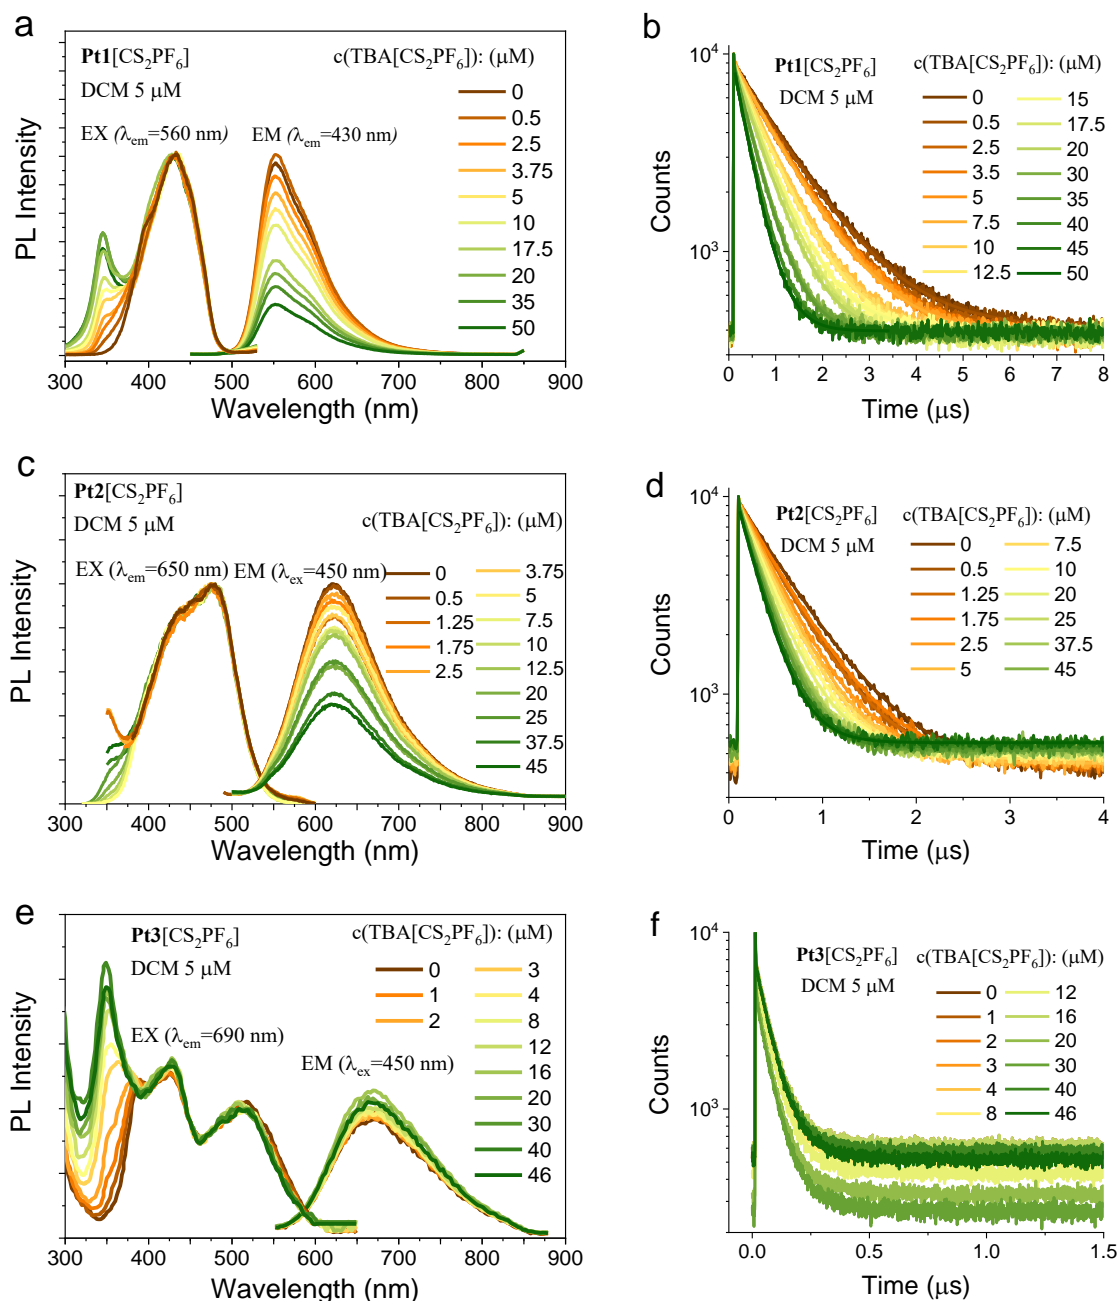 a
Pt1[CS2PF6]
DCM 5 μM
c(TBA[CS2PF6]): (μM)
EX (λem=560 nm)
EM (λem=430 nm)
0
0.5
2.5
3.75
5
10
17.5
20
35
50
PL Intensity
300 400 500 600 700 800 900
Wavelength (nm)
b
Pt1[CS2PF6]
DCM 5 μM
c(TBA[CS2PF6]): (μM)
0
0.5
2.5
3.5
5
7.5
10
12.5
15
17.5
20
30
35
40
45
50
Counts
10^4
10^3
0 1 2 3 4 5 6 7 8
Time (μs)
c
Pt2[CS2PF6]
DCM 5 μM
c(TBA[CS2PF6]): (μM)
EX (λem=650 nm)
EM (λex=450 nm)
0
0.5
1.25
1.75
2.5
3.75
5
7.5
10
12.5
20
25
37.5
45
PL Intensity
300 400 500 600 700 800 900
Wavelength (nm)
d
Pt2[CS2PF6]
DCM 5 μM
c(TBA[CS2PF6]): (μM)
0
0.5
1.25
1.75
2.5
5
7.5
10
20
25
37.5
45
Counts
10^4
10^3
0 1 2 3 4
Time (μs)
e
Pt3[CS2PF6]
DCM 5 μM
c(TBA[CS2PF6]): (μM)
EX (λem=690 nm)
EM (λex=450 nm)
0
1
2
3
4
8
12
16
20
30
40
46
PL Intensity
300 400 500 600 700 800 900
Wavelength (nm)
f
Pt3[CS2PF6]
DCM 5 μM
c(TBA[CS2PF6]): (μM)
0
1
2
3
4
8
12
16
20
30
40
46
Counts
10^4
10^3
0.0 0.5 1.0 1.5
Time (μs)